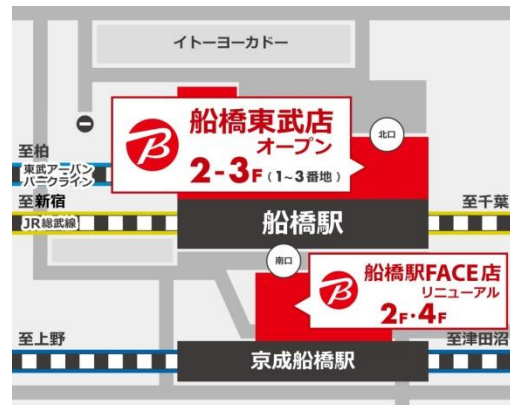 イトーヨーカドー
B
船橋東武店
オープン
2-3F(1~3番地)
北口
至柏
東武アーバン
パークライン
至新宿
JR総武線
船橋駅
至千葉
南口
B
船橋駅FACE店
リニューアル
2F・4F
至上野
京成船橋駅
至津田沼